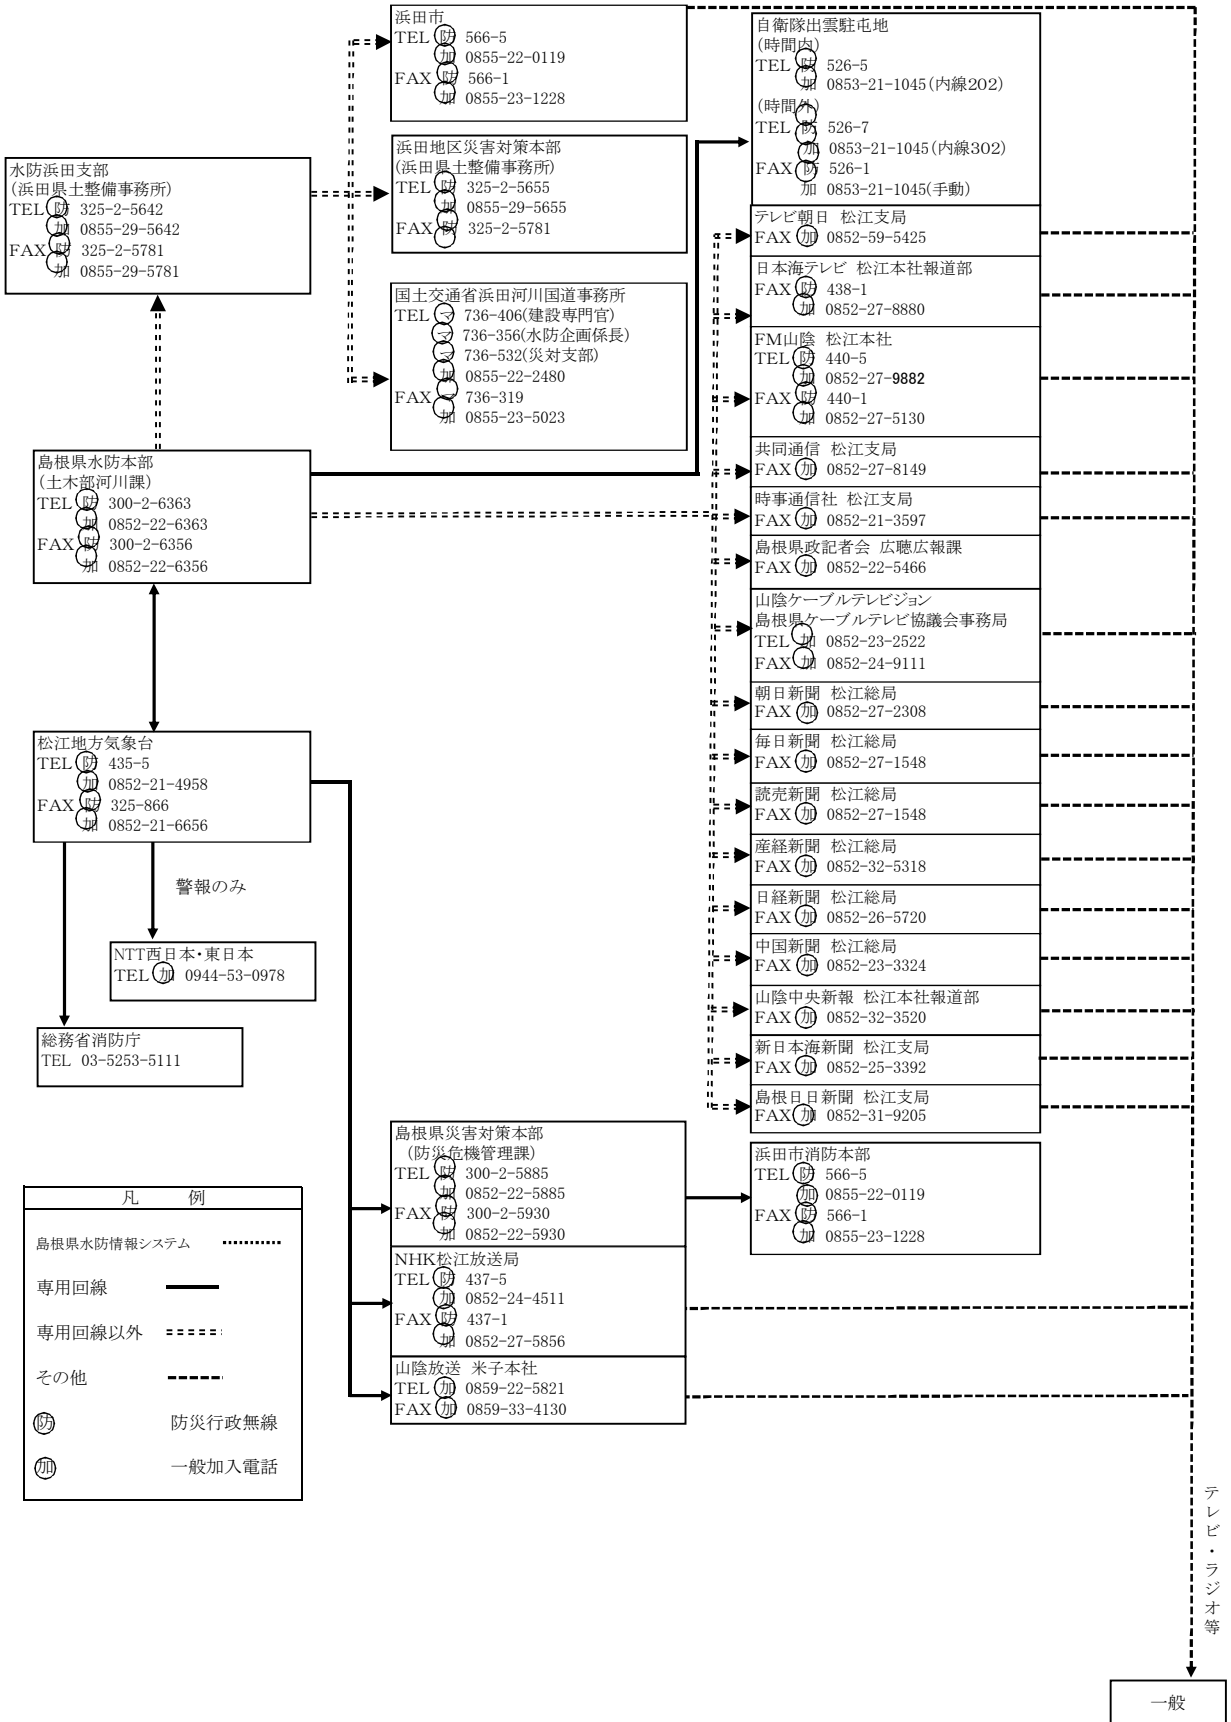 浜田市
TEL 防 566-5
加 0855-22-0119
FAX 防 566-1
加 0855-23-1228
自衛隊出雲駐屯地
(時間内)
TEL 防 526-5
加 0853-21-1045(内線202)
(時間外)
TEL 防 526-7
加 0853-21-1045(内線302)
FAX 防 526-1
加 0853-21-1045(手動)
浜田地区災害対策本部
(浜田県土整備事務所)
TEL 防 325-2-5655
加 0855-29-5655
FAX 防 325-2-5781
水防浜田支部
(浜田県土整備事務所)
TEL 防 325-2-5642
加 0855-29-5642
FAX 防 325-2-5781
加 0855-29-5781
国土交通省浜田河川国道事務所
TEL マ 736-406(建設専門官)
マ 736-356(水防企画係長)
マ 736-532(災対支部)
加 0855-22-2480
FAX マ 736-319
加 0855-23-5023
テレビ朝日 松江支局
FAX 加 0852-59-5425
日本海テレビ 松江本社報道部
FAX 防 438-1
加 0852-27-8880
FM山陰 松江本社
TEL 防 440-5
加 0852-27-9882
FAX 防 440-1
加 0852-27-5130
共同通信 松江支局
FAX 加 0852-27-8149
時事通信社 松江支局
FAX 加 0852-21-3597
島根県政記者会 広聴広報課
FAX 加 0852-22-5466
山陰ケーブルテレビジョン
島根県ケーブルテレビ協議会事務局
TEL 加 0852-23-2522
FAX 加 0852-24-9111
朝日新聞 松江総局
FAX 加 0852-27-2308
毎日新聞 松江総局
FAX 加 0852-27-1548
読売新聞 松江総局
FAX 加 0852-27-1548
産経新聞 松江総局
FAX 加 0852-32-5318
日経新聞 松江総局
FAX 加 0852-26-5720
中国新聞 松江総局
FAX 加 0852-23-3324
山陰中央新報 松江本社報道部
FAX 加 0852-32-3520
新日本海新聞 松江支局
FAX 加 0852-25-3392
島根日日新聞 松江支局
FAX 加 0852-31-9205
島根県水防本部
(土木部河川課)
TEL 防 300-2-6363
加 0852-22-6363
FAX 防 300-2-6356
加 0852-22-6356
松江地方気象台
TEL 防 435-5
加 0852-21-4958
FAX 防 325-866
加 0852-21-6656
警報のみ
NTT西日本・東日本
TEL 加 0944-53-0978
総務省消防庁
TEL 03-5253-5111
島根県災害対策本部
(防災危機管理課)
TEL 防 300-2-5885
加 0852-22-5885
FAX 防 300-2-5930
加 0852-22-5930
NHK松江放送局
TEL 防 437-5
加 0852-24-4511
FAX 防 437-1
加 0852-27-5856
山陰放送 米子本社
TEL 加 0859-22-5821
FAX 加 0859-33-4130
浜田市消防本部
TEL 防 566-5
加 0855-22-0119
FAX 防 566-1
加 0855-23-1228
凡 例
島根県水防情報システム
専用回線
専用回線以外
その他
防 防災行政無線
加 一般加入電話
テレビ・ラジオ等
一般